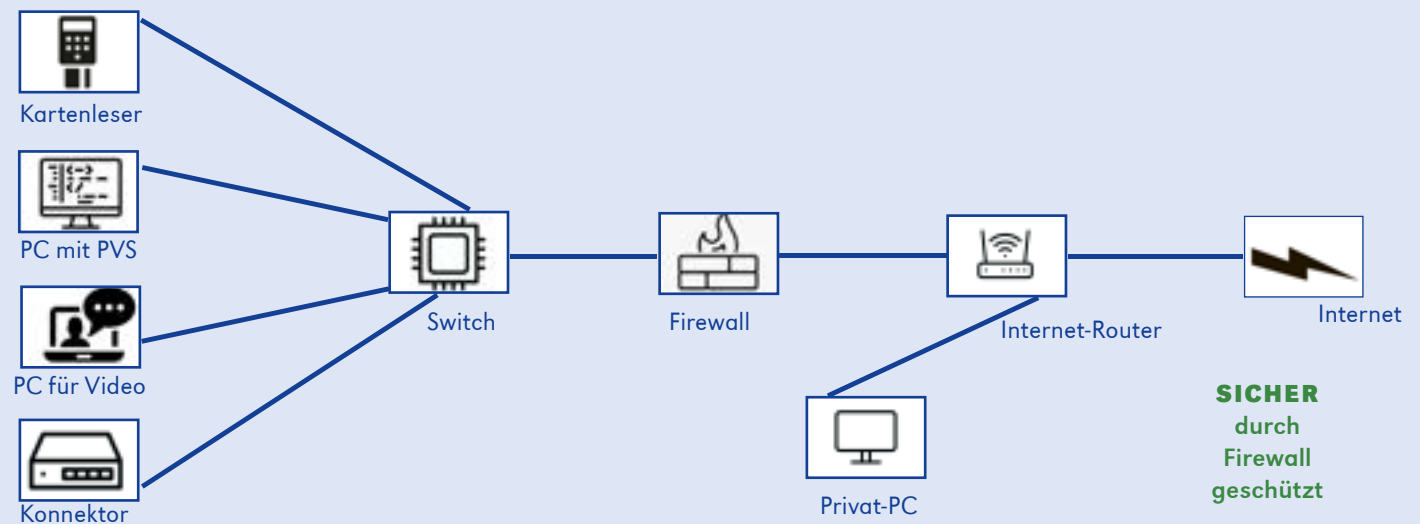 Kartenleser
PC mit PVS
PC für Video
Konnektor
Switch
Firewall
Internet-Router
Internet
Privat-PC
SICHER
durch
Firewall
geschützt